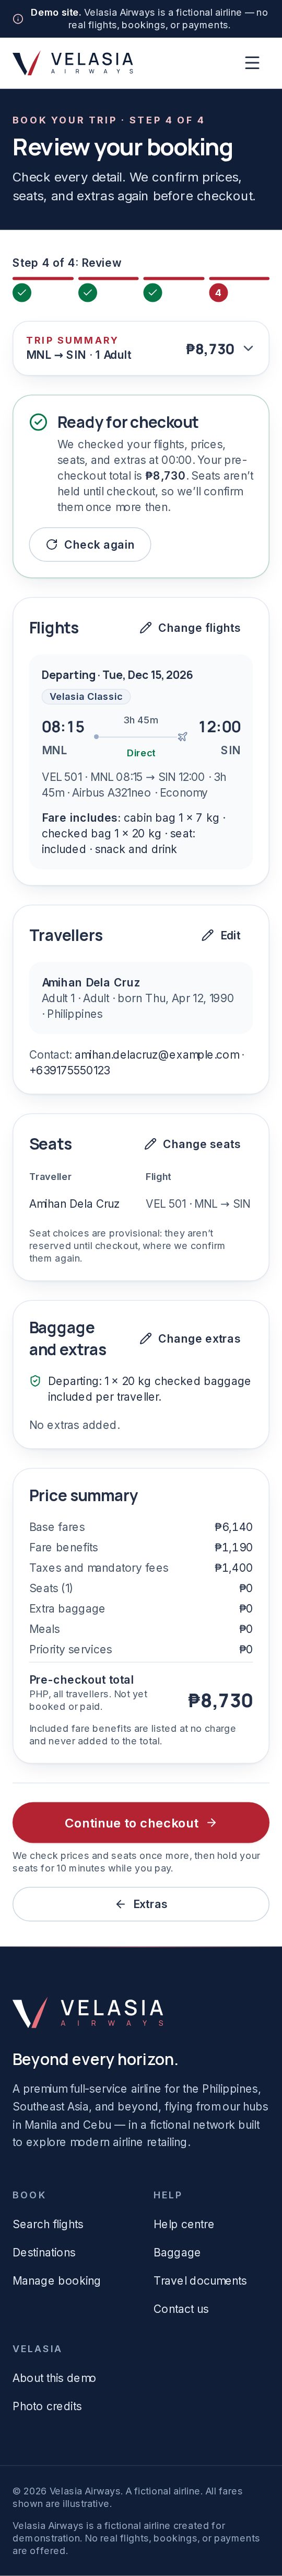 Demo site. Velasia Airways is a fictional airline — no
real flights, bookings, or payments.
VELASIA
AIRWAYS
BOOK YOUR TRIP · STEP 4 OF 4
Review your booking
Check every detail. We confirm prices,
seats, and extras again before checkout.
Step 4 of 4: Review
4
TRIP SUMMARY
MNL → SIN · 1 Adult
₱8,730
Ready for checkout
We checked your flights, prices,
seats, and extras at 00:00. Your pre-
checkout total is ₱8,730. Seats aren’t
held until checkout, so we’ll confirm
them once more then.
Check again
Flights
Change flights
Departing · Tue, Dec 15, 2026
Velasia Classic
08:15
3h 45m
12:00
MNL
Direct
SIN
VEL 501 · MNL 08:15 → SIN 12:00 · 3h
45m · Airbus A321neo · Economy
Fare includes: cabin bag 1 × 7 kg ·
checked bag 1 × 20 kg · seat:
included · snack and drink
Travellers
Edit
Amihan Dela Cruz
Adult 1 · Adult · born Thu, Apr 12, 1990
· Philippines
Contact: amihan.delacruz@example.com ·
+639175550123
Seats
Change seats
Traveller
Flight
Amihan Dela Cruz
VEL 501 · MNL → SIN
Seat choices are provisional: they aren’t
reserved until checkout, where we confirm
them again.
Baggage
and extras
Change extras
Departing: 1 × 20 kg checked baggage
included per traveller.
No extras added.
Price summary
Base fares ₱6,140
Fare benefits ₱1,190
Taxes and mandatory fees ₱1,400
Seats (1) ₱0
Extra baggage ₱0
Meals ₱0
Priority services ₱0
Pre-checkout total
PHP, all travellers. Not yet
booked or paid.
₱8,730
Included fare benefits are listed at no charge
and never added to the total.
Continue to checkout
We check prices and seats once more, then hold your
seats for 10 minutes while you pay.
Extras
VELASIA
AIRWAYS
Beyond every horizon.
A premium full-service airline for the Philippines,
Southeast Asia, and beyond, flying from our hubs
in Manila and Cebu — in a fictional network built
to explore modern airline retailing.
BOOK
Search flights
Destinations
Manage booking
HELP
Help centre
Baggage
Travel documents
Contact us
VELASIA
About this demo
Photo credits
© 2026 Velasia Airways. A fictional airline. All fares
shown are illustrative.
Velasia Airways is a fictional airline created for
demonstration. No real flights, bookings, or payments
are offered.